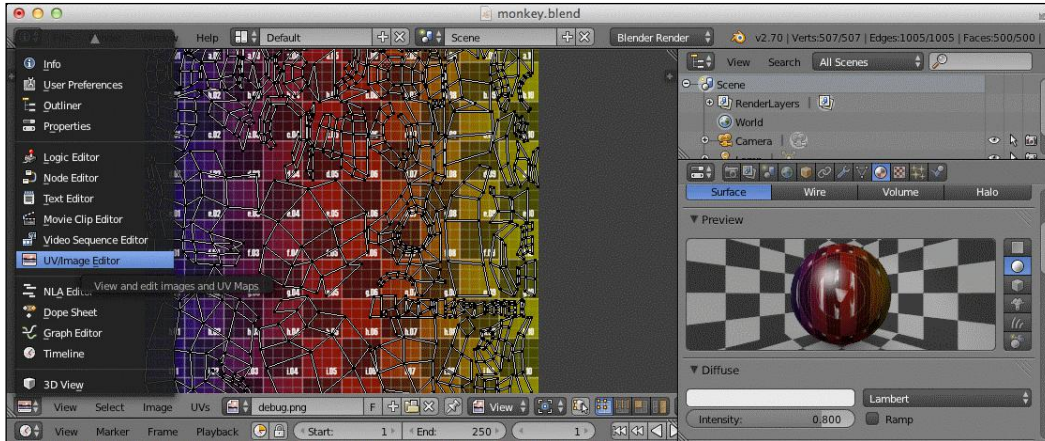 monkey.blend
Help
Default
Scene
Blender Render
v2.70 | Verts:507/507 | Edges:1005/1005 | Faces:500/500 |
Info
User Preferences
Outliner
Properties
Logic Editor
Node Editor
Text Editor
Movie Clip Editor
Video Sequence Editor
UV/Image Editor
NLA Editor
View and edit images and UV Maps
Dope Sheet
Graph Editor
Timeline
3D View
View
Search
All Scenes
Scene
RenderLayers
World
Camera
Surface
Wire
Volume
Halo
Preview
Diffuse
Lambert
Intensity:
0.800
Ramp
View
Select
Image
UVs
debug.png
F
View
View
Marker
Frame
Playback
Start:
1
End:
250
1